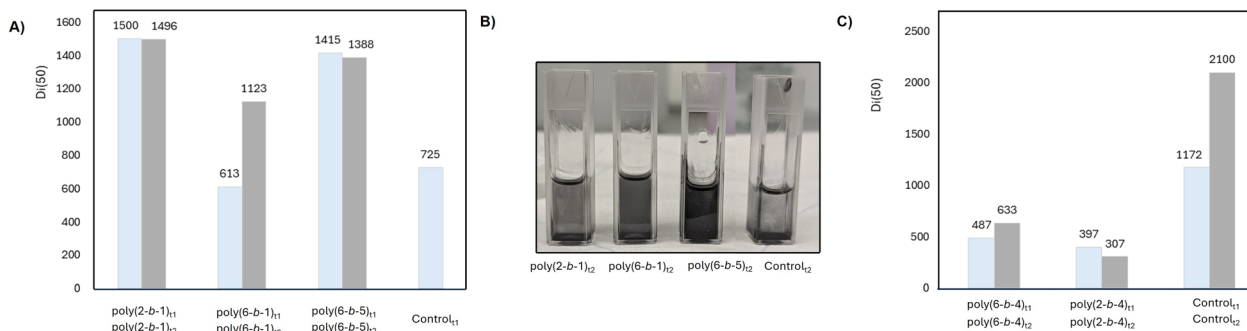 A)
Di(50)
1600
1400
1200
1000
800
600
400
200
0
1500
1496
613
1123
1415
1388
725
poly(2-b-1)t1
poly(2-b-1)t2
poly(6-b-1)t1
poly(6-b-1)t2
poly(6-b-5)t1
poly(6-b-5)t2
Controlt1
B)
poly(2-b-1)t2
poly(6-b-1)t2
poly(6-b-5)t2
Controlt2
C)
Di(50)
2500
2000
1500
1000
500
0
487
633
397
307
1172
2100
poly(6-b-4)t1
poly(6-b-4)t2
poly(2-b-4)t1
poly(2-b-4)t2
Controlt1
Controlt2